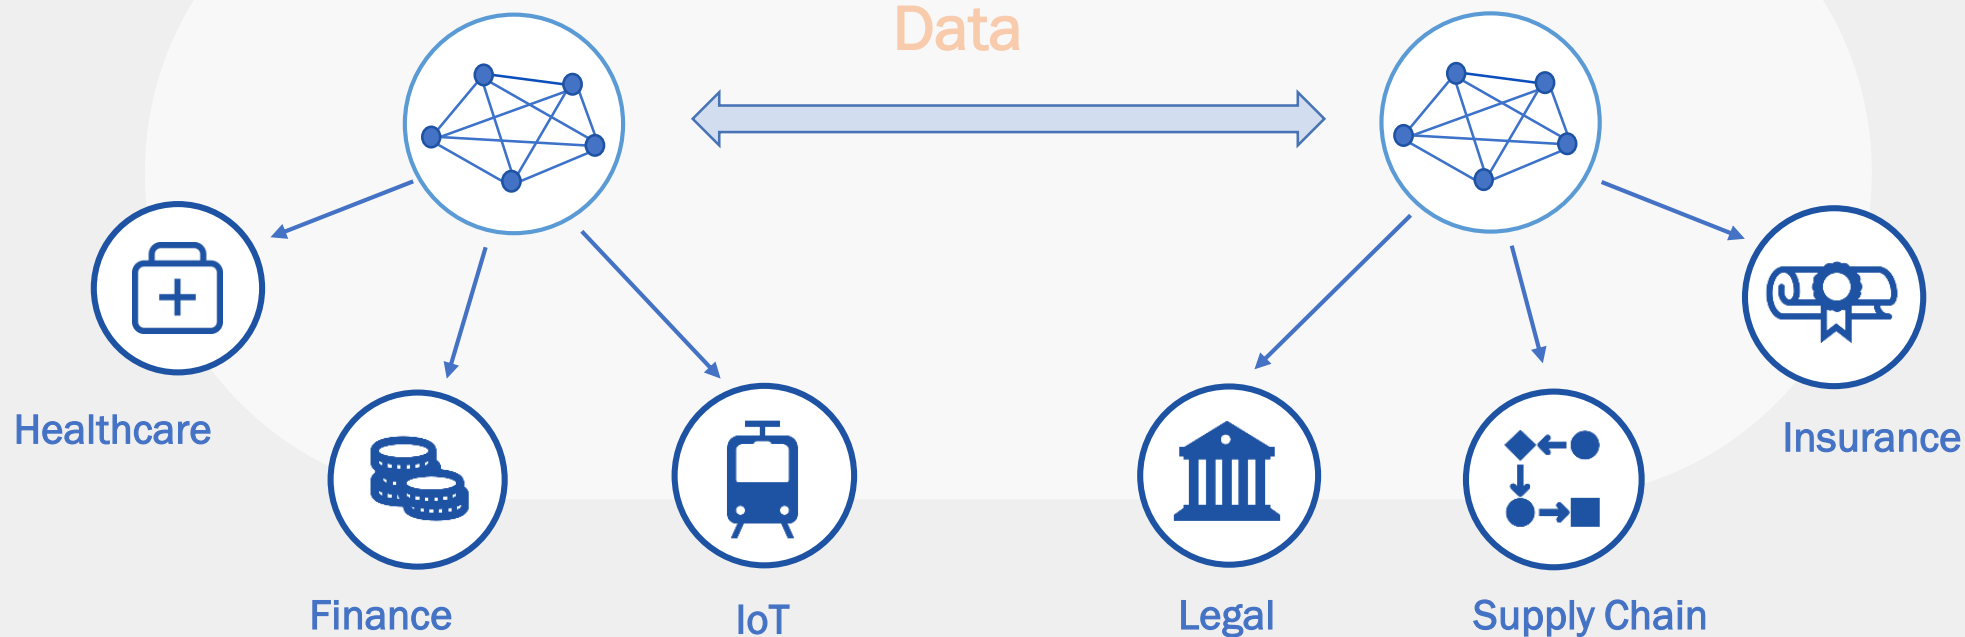 Data
Healthcare
Insurance
Finance
IoT
Legal
Supply Chain